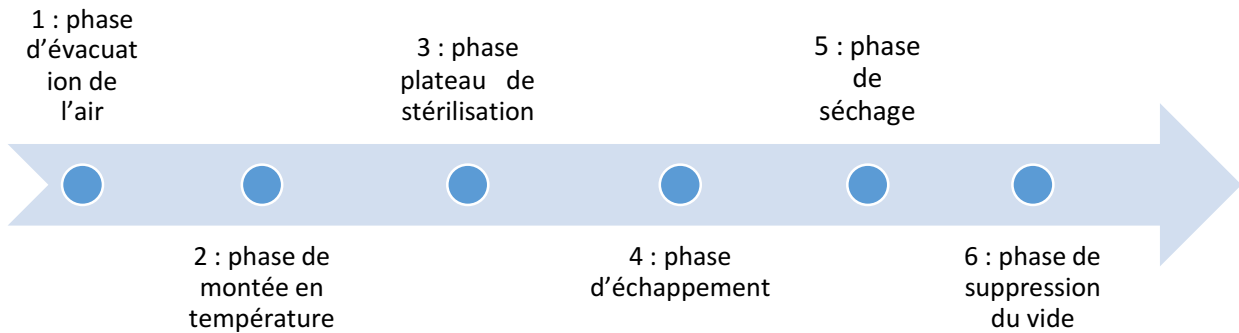 1 : phase
d’évacuat
ion de
l’air
2 : phase de
montée en
température
3 : phase
plateau de
stérilisation
4 : phase
d’échappement
5 : phase
de
séchage
6 : phase de
suppression
du vide